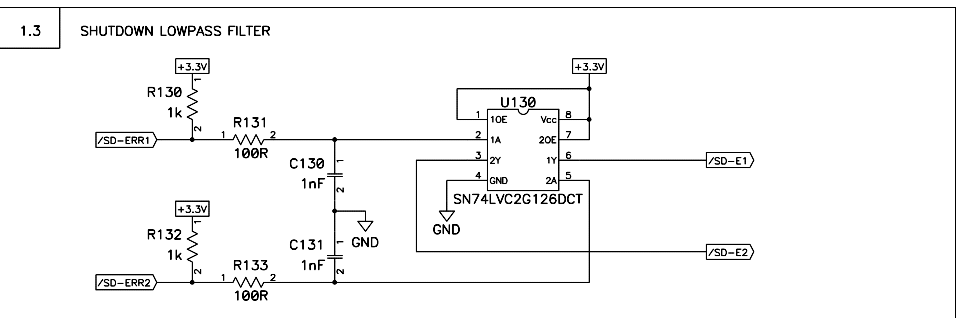 1.3 SHUTDOWN LOWPASS FILTER
+3.3V
1
R130
1k
2
/SD-ERR1
1 R131 2
100R
C130
1nF
1
2
GND
+3.3V
1
R132
1k
2
/SD-ERR2
1 R133 2
100R
C131
1nF
1
2
+3.3V
U130
1 1OE Vcc 8
2 1A 2OE 7
3 2Y 1Y 6
4 GND 2A 5
SN74LVC2G126DCT
GND
/SD-E1
/SD-E2